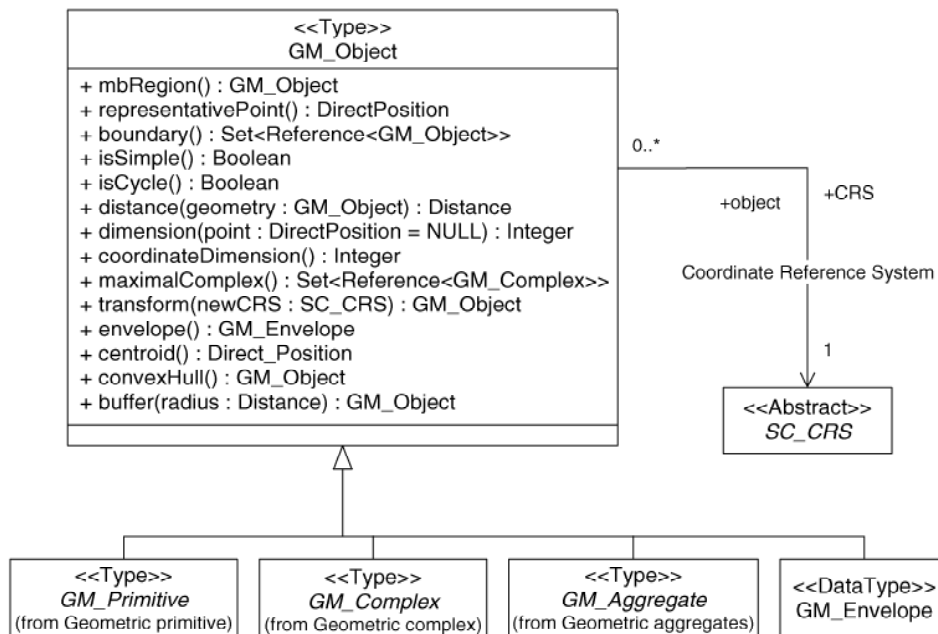 <<Type>>
GM_Object
+ mbRegion() : GM_Object
+ representativePoint() : DirectPosition
+ boundary() : Set<Reference<GM_Object>>
+ isSimple() : Boolean
+ isCycle() : Boolean
+ distance(geometry : GM_Object) : Distance
+ dimension(point : DirectPosition = NULL) : Integer
+ coordinateDimension() : Integer
+ maximalComplex() : Set<Reference<GM_Complex>>
+ transform(newCRS : SC_CRS) : GM_Object
+ envelope() : GM_Envelope
+ centroid() : Direct_Position
+ convexHull() : GM_Object
+ buffer(radius : Distance) : GM_Object
0..*
+object
+CRS
Coordinate Reference System
1
<<Abstract>>
SC_CRS
<<Type>>
GM_Primitive
(from Geometric primitive)
<<Type>>
GM_Complex
(from Geometric complex)
<<Type>>
GM_Aggregate
(from Geometric aggregates)
<<DataType>>
GM_Envelope